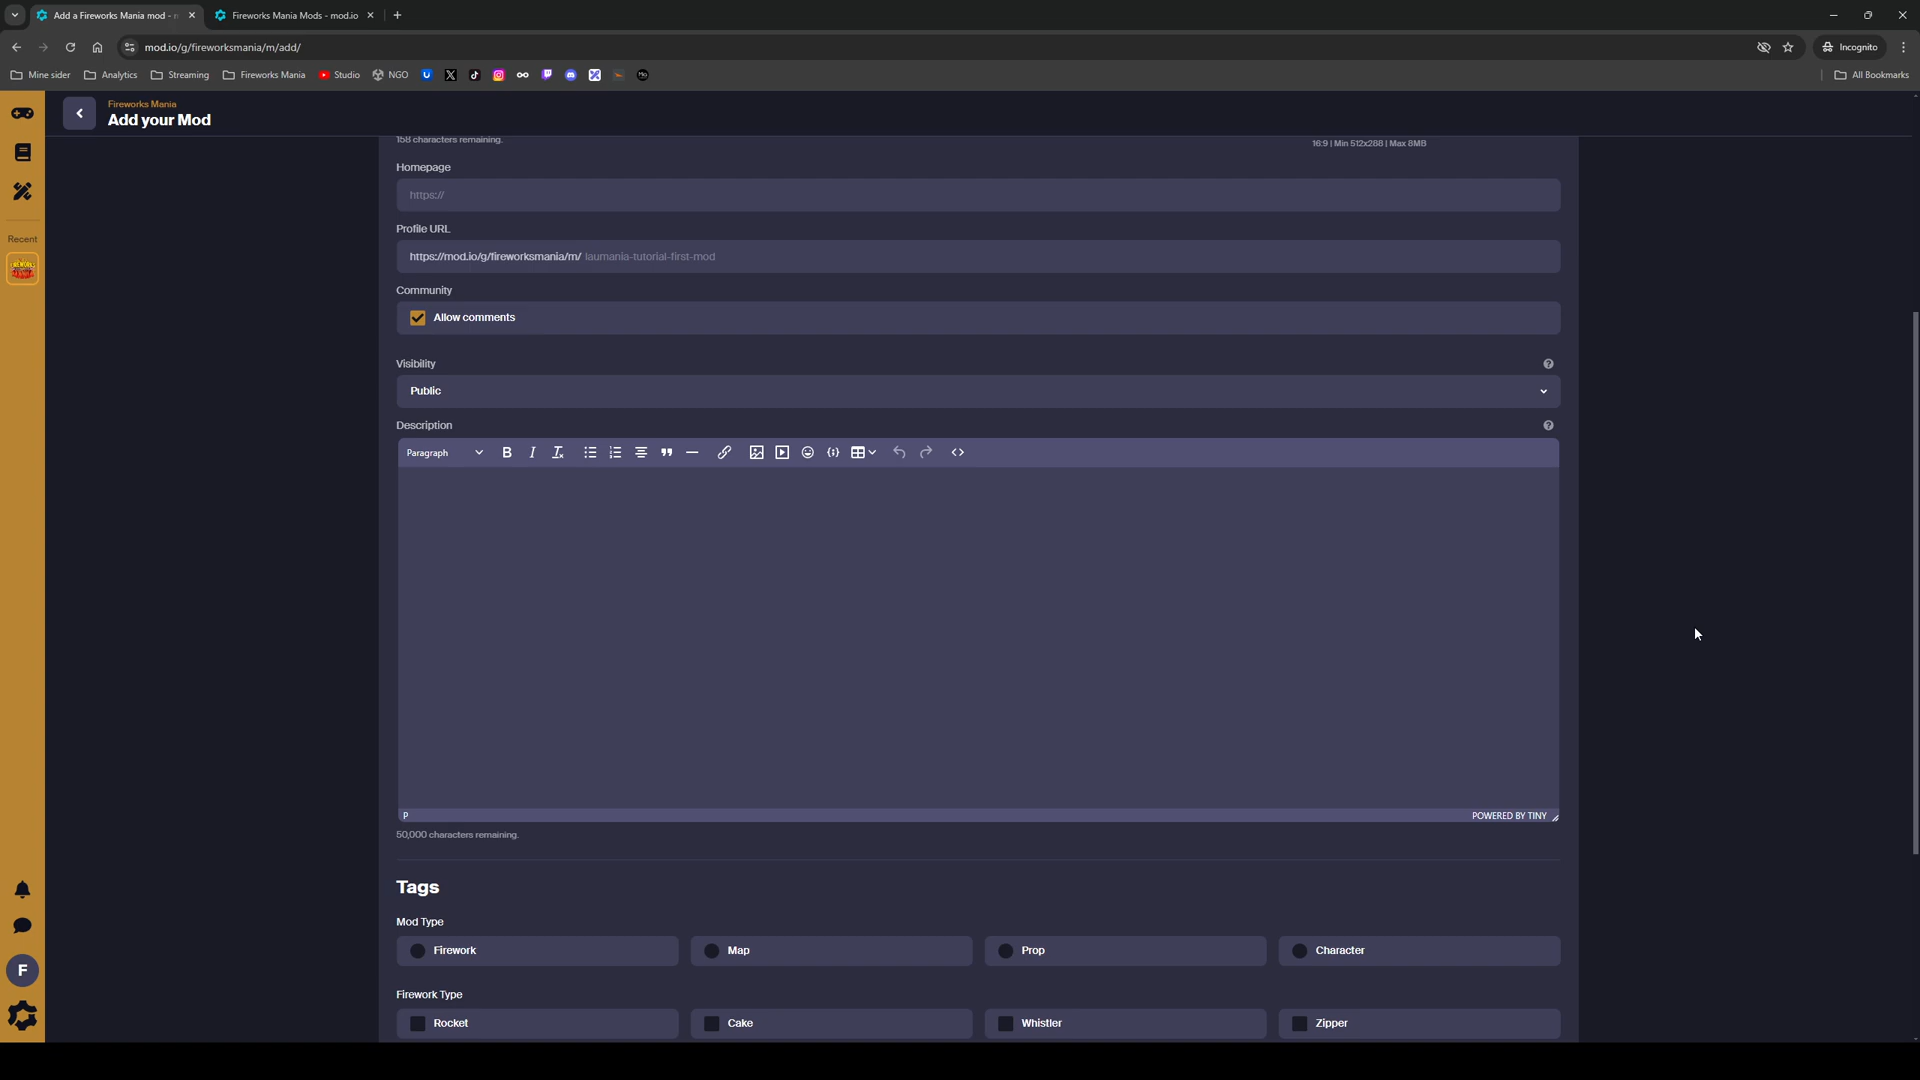 Add a Fireworks Mania mod -
Fireworks Mania Mods - mod.io
mod.io/g/fireworksmania/m/add/
Incognito
Mine sider
Analytics
Streaming
Fireworks Mania
Studio
NGO
All Bookmarks
Fireworks Mania
Add your Mod
158 characters remaining.
16:9 | Min 512x288 | Max 8MB
Homepage
https://
Recent
Profile URL
https://mod.io/g/fireworksmania/m/ laumania-tutorial-first-mod
Community
Allow comments
Visibility
Public
Description
Paragraph
P
POWERED BY TINY
50,000 characters remaining.
Tags
Mod Type
Firework
Map
Prop
Character
F
Firework Type
Rocket
Cake
Whistler
Zipper